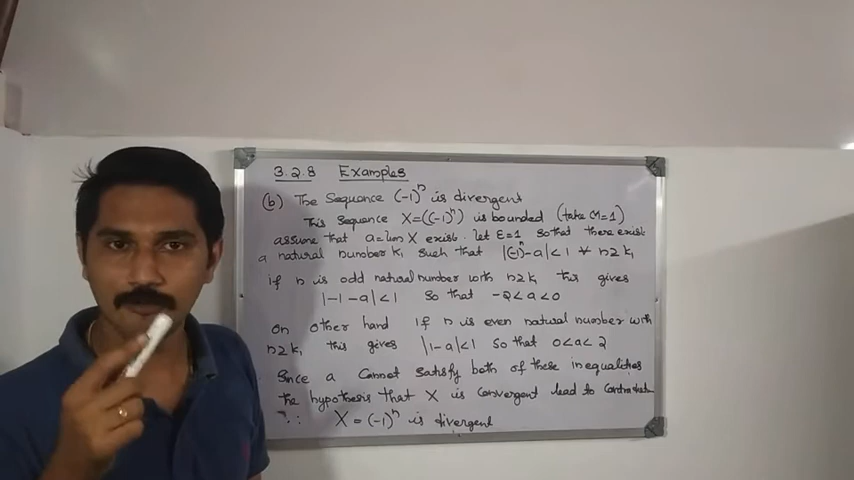 3.2.8 Examples
(b) The Sequence (-1)ⁿ is divergent
This sequence X=((-1)ⁿ) is bounded (take M=1)
assume that a=lim X exist. let ε=1 so that there exist
a natural number K₁ such that |(-1)ⁿ-a|<1 ∀ n≥k₁
if n is odd natural number with n≥k₁ this gives
|-1-a|<1 so that -2<a<0
on other hand if n is even natural number with
n≥k₁ this gives |1-a|<1 so that 0<a<2
Since a cannot satisfy both of these inequalities
the hypothesis that X is convergent lead to
∴ X=(-1)ⁿ is divergent